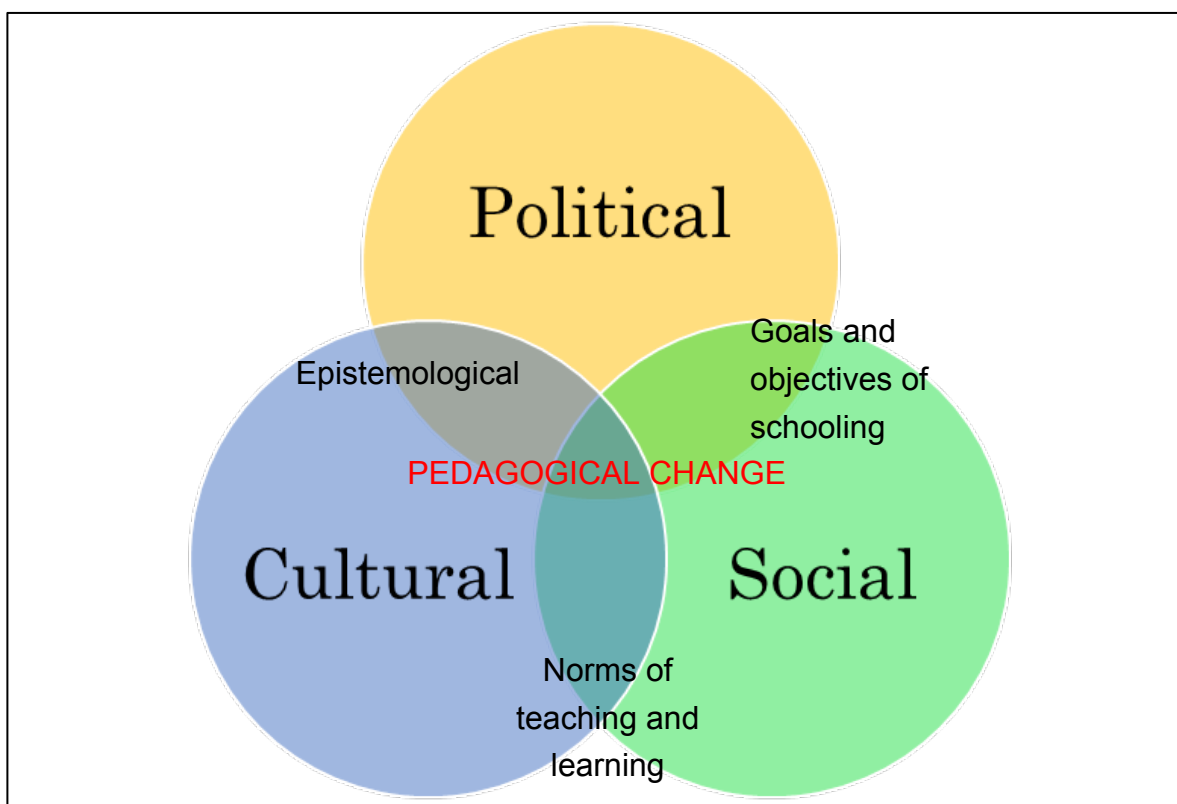 Political
Goals and
objectives of
schooling
Epistemological
PEDAGOGICAL CHANGE
Cultural
Social
Norms of
teaching and
learning